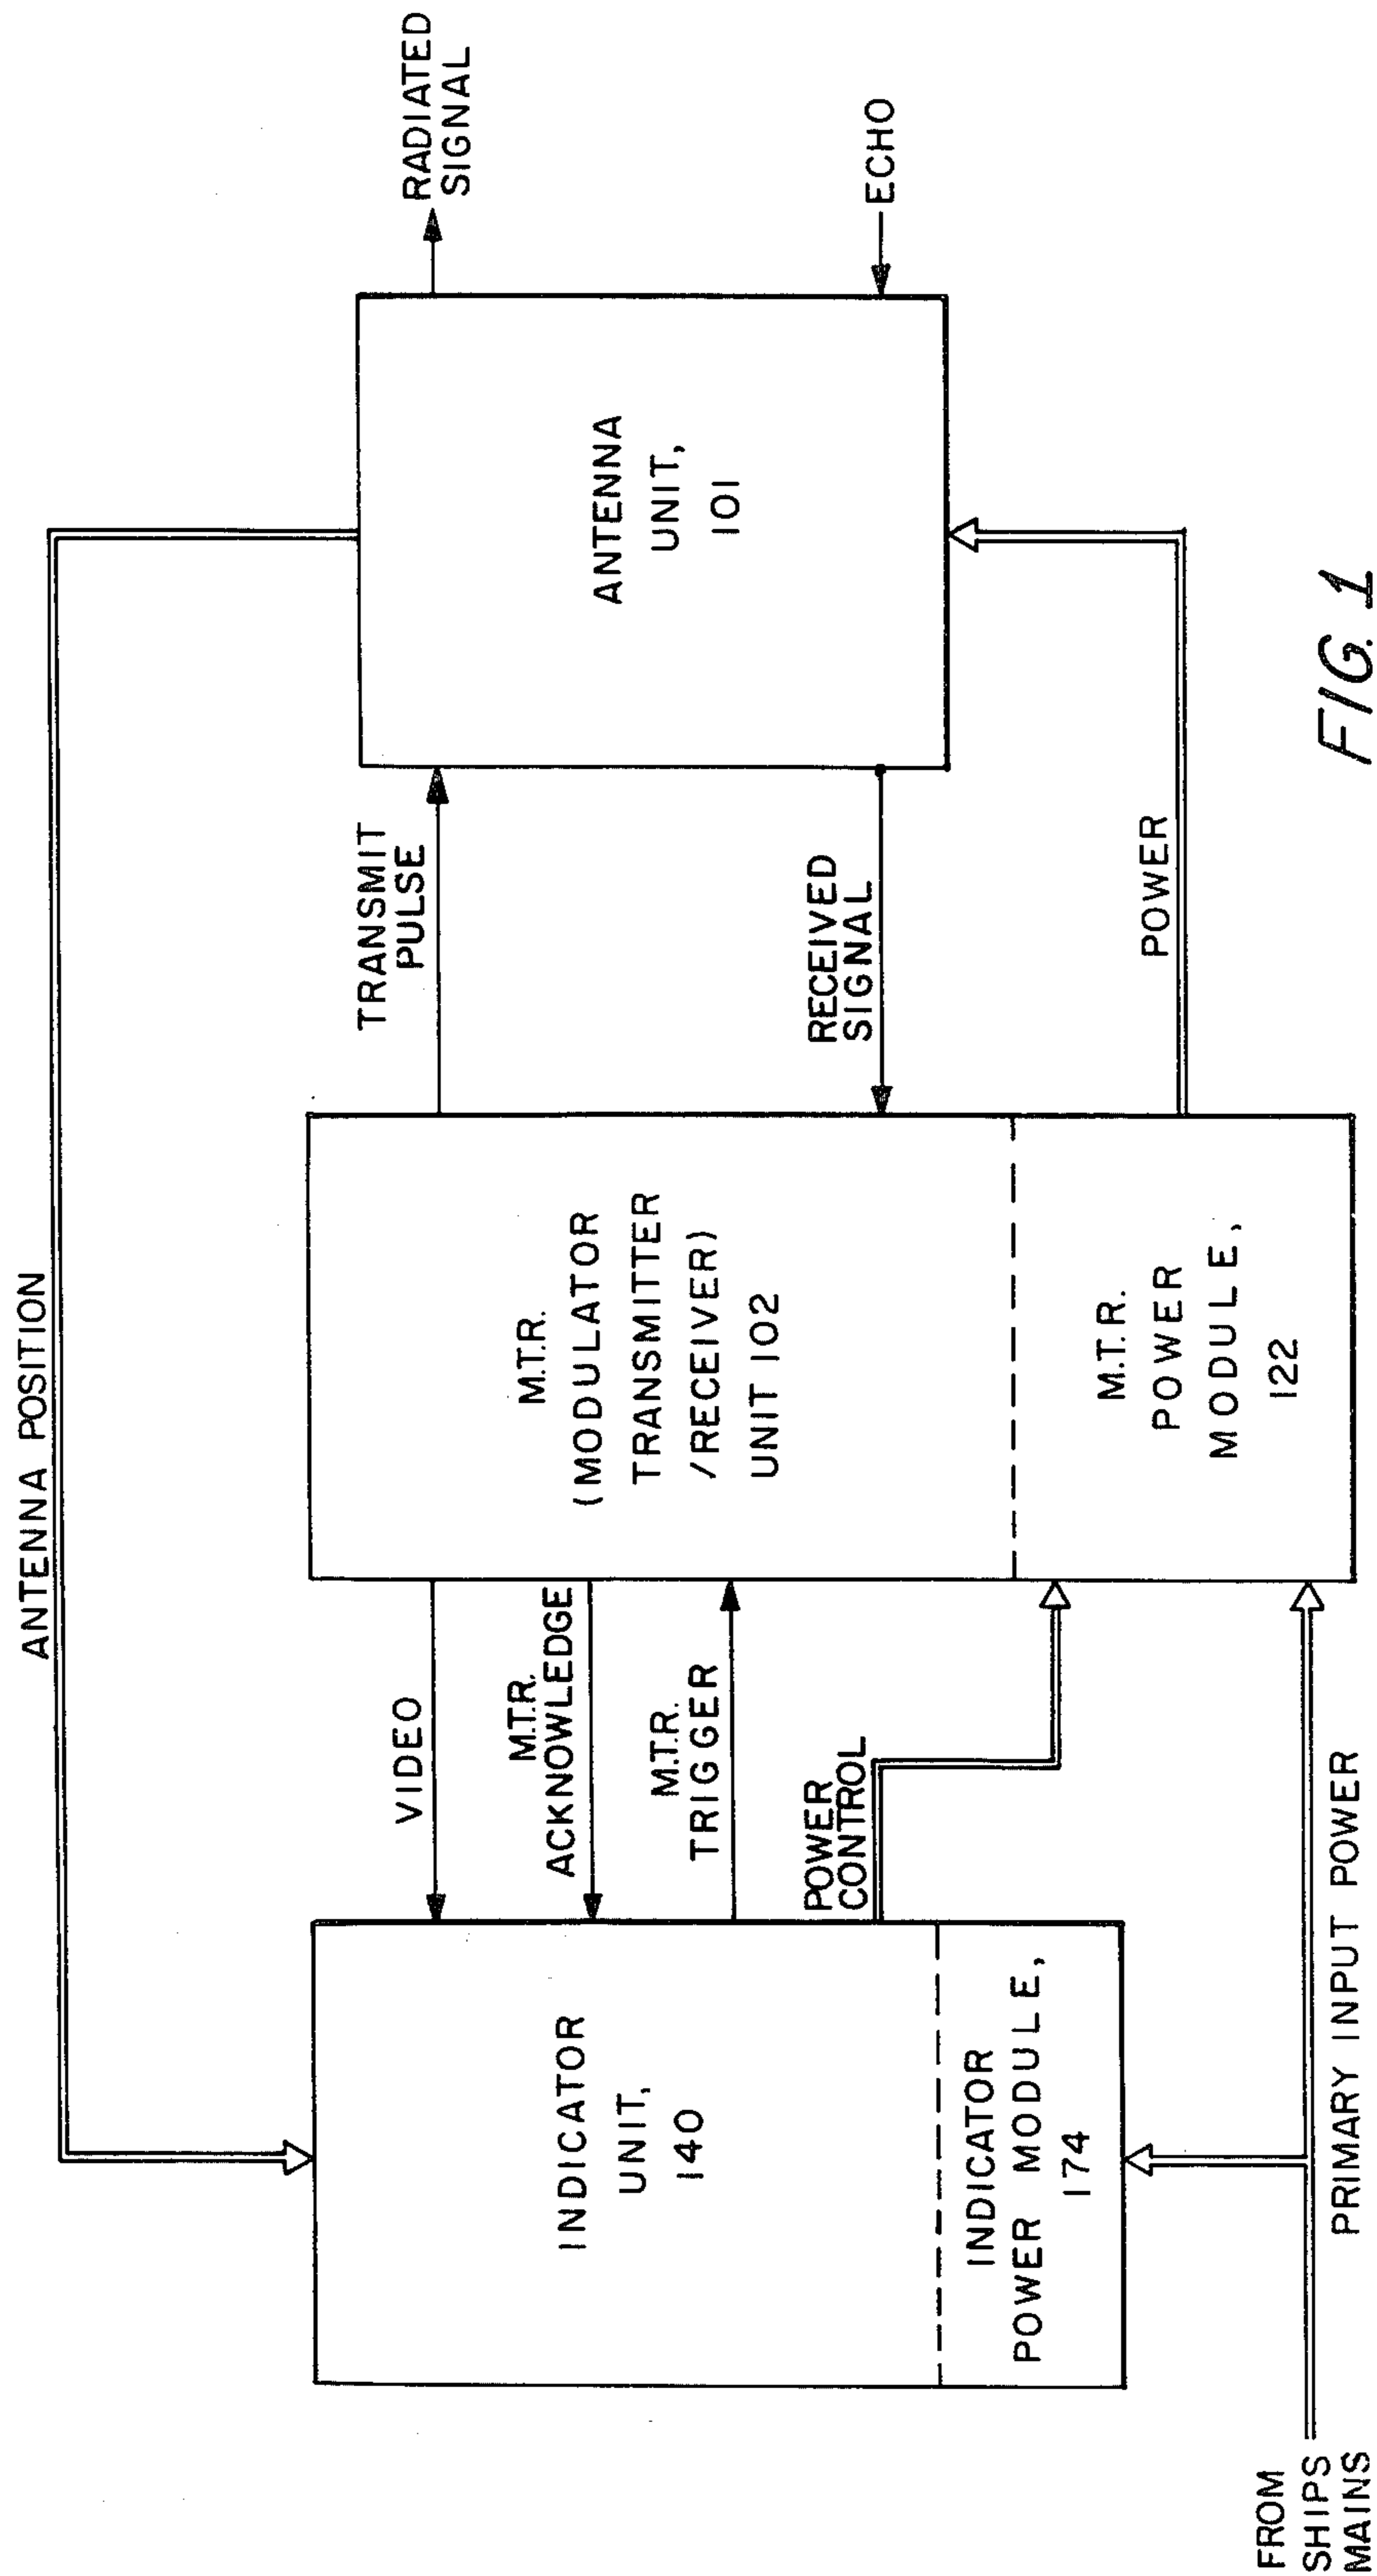 ANTENNA POSITION
RADIATED
SIGNAL
ECHO
ANTENNA
UNIT,
101
TRANSMIT
PULSE
RECEIVED
SIGNAL
POWER
M.T.R.
(MODULATOR
TRANSMITTER
/RECEIVER)
UNIT 102
M.T.R.
POWER
MODULE,
122
VIDEO
M.T.R.
ACKNOWLEDGE
M.T.R.
TRIGGER
POWER
CONTROL
INDICATOR
UNIT,
140
INDICATOR
POWER MODULE,
174
PRIMARY INPUT POWER
FROM
SHIPS
MAINS
FIG. 1